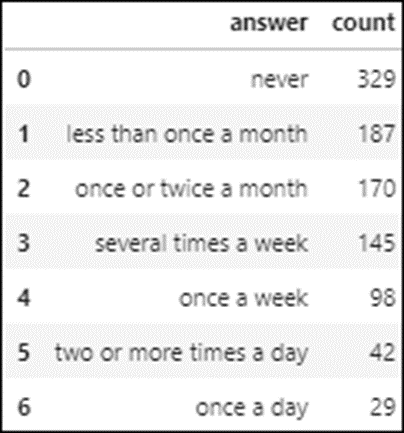 answer count
0 never 329
1 less than once a month 187
2 once or twice a month 170
3 several times a week 145
4 once a week 98
5 two or more times a day 42
6 once a day 29